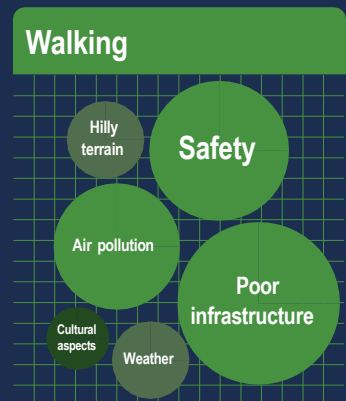 Walking
Hilly
terrain
Safety
Air pollution
Poor
infrastructure
Cultural
aspects
Weather